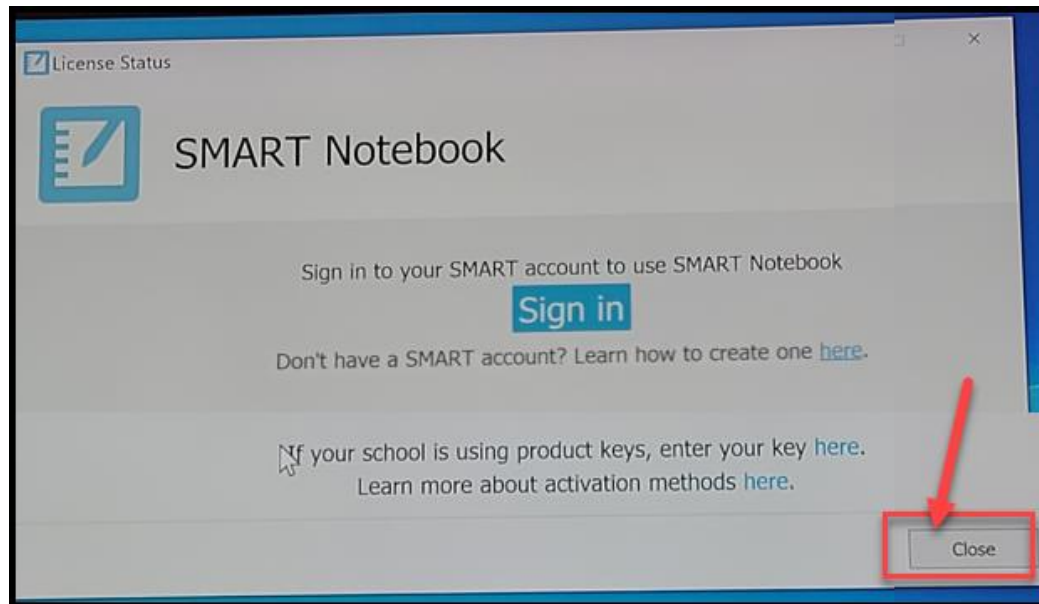 License Status
SMART Notebook
Sign in to your SMART account to use SMART Notebook
Sign in
Don't have a SMART account? Learn how to create one here.
If your school is using product keys, enter your key here.
Learn more about activation methods here.
Close